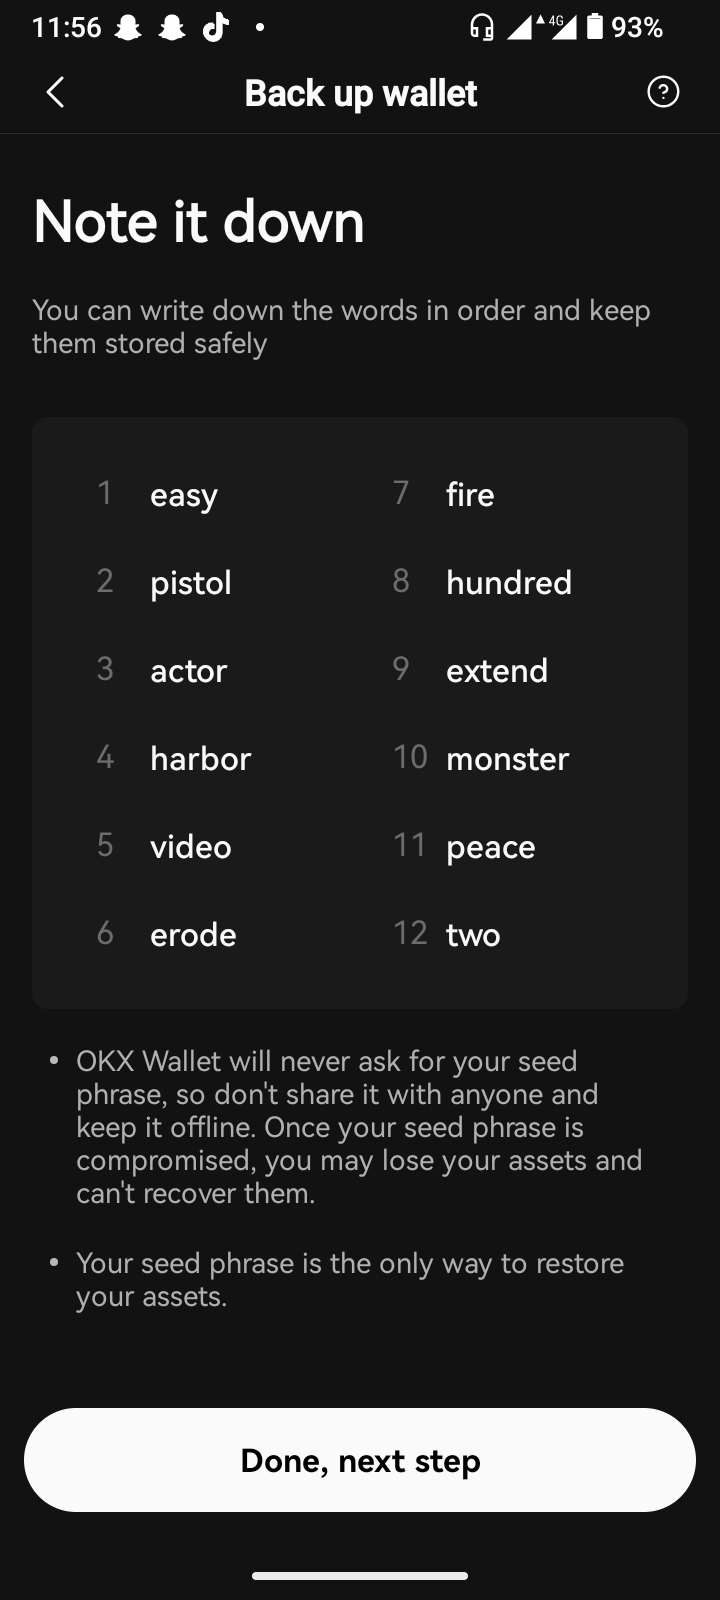 11:56 4G 93%
Back up wallet
Note it down
You can write down the words in order and keep
them stored safely
1 easy
2 pistol
3 actor
4 harbor
5 video
6 erode
7 fire
8 hundred
9 extend
10 monster
11 peace
12 two
• OKX Wallet will never ask for your seed
phrase, so don't share it with anyone and
keep it offline. Once your seed phrase is
compromised, you may lose your assets and
can't recover them.
• Your seed phrase is the only way to restore
your assets.
Done, next step